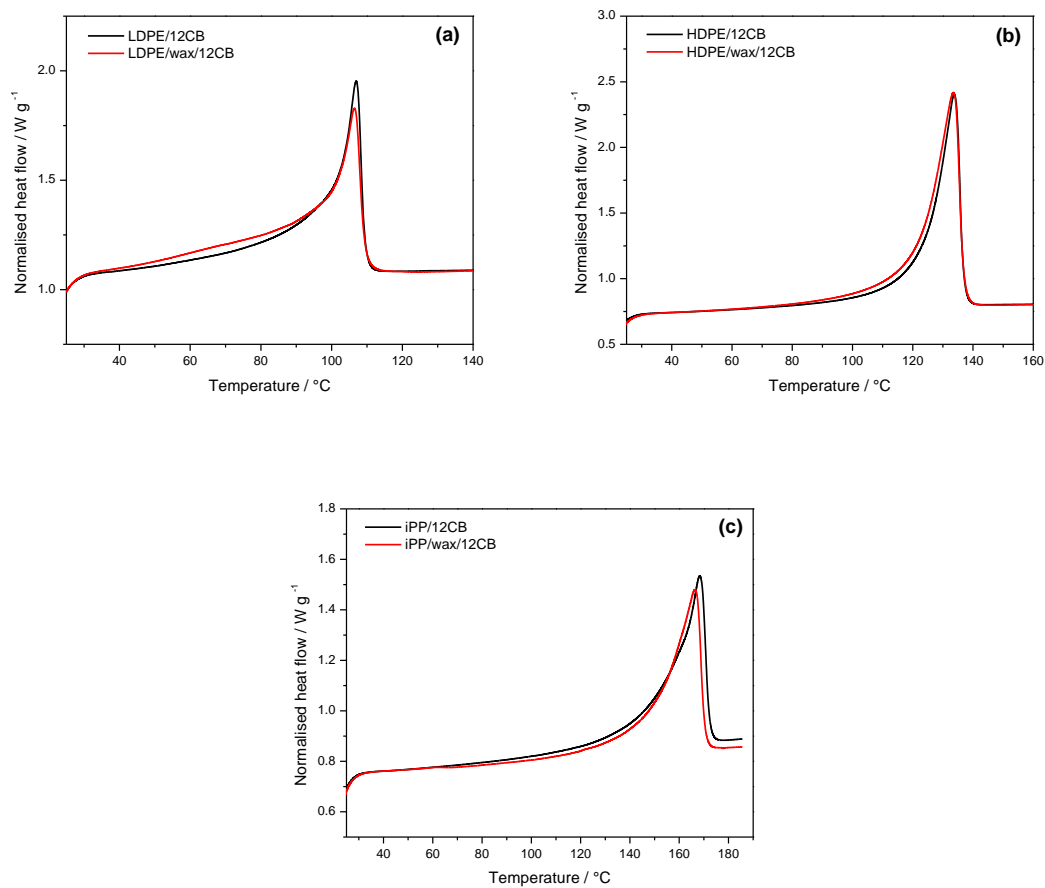 (a)
LDPE/12CB
LDPE/wax/12CB
2.0
1.5
1.0
Normalised heat flow / W g⁻¹
40 60 80 100 120 140
Temperature / °C
(b)
HDPE/12CB
HDPE/wax/12CB
3.0
2.5
2.0
1.5
1.0
0.5
Normalised heat flow / W g⁻¹
40 60 80 100 120 140 160
Temperature / °C
(c)
iPP/12CB
iPP/wax/12CB
1.8
1.6
1.4
1.2
1.0
0.8
0.6
Normalised heat flow / W g⁻¹
40 60 80 100 120 140 160 180
Temperature / °C